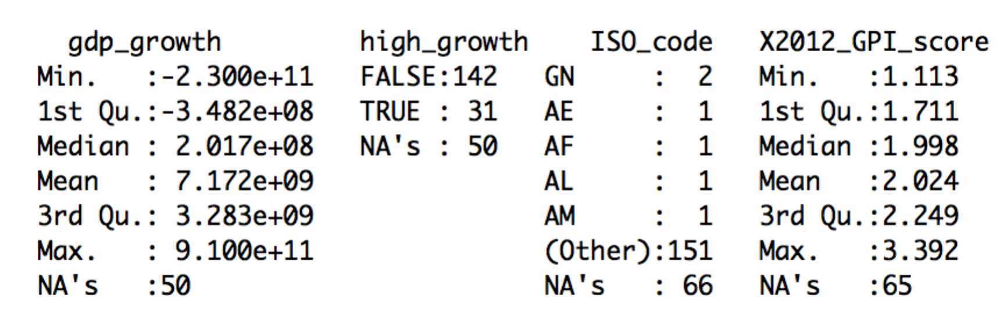 gdp_growth high_growth ISO_code X2012_GPI_score
Min.   :-2.300e+11 FALSE:142 GN     :  2 Min.   :1.113
1st Qu.:-3.482e+08 TRUE : 31 AE     :  1 1st Qu.:1.711
Median : 2.017e+08 NA's : 50 AF     :  1 Median :1.998
Mean   : 7.172e+09 AL     :  1 Mean   :2.024
3rd Qu.: 3.283e+09 AM     :  1 3rd Qu.:2.249
Max.   : 9.100e+11 (Other):151 Max.   :3.392
NA's   :50 NA's   : 66 NA's   :65